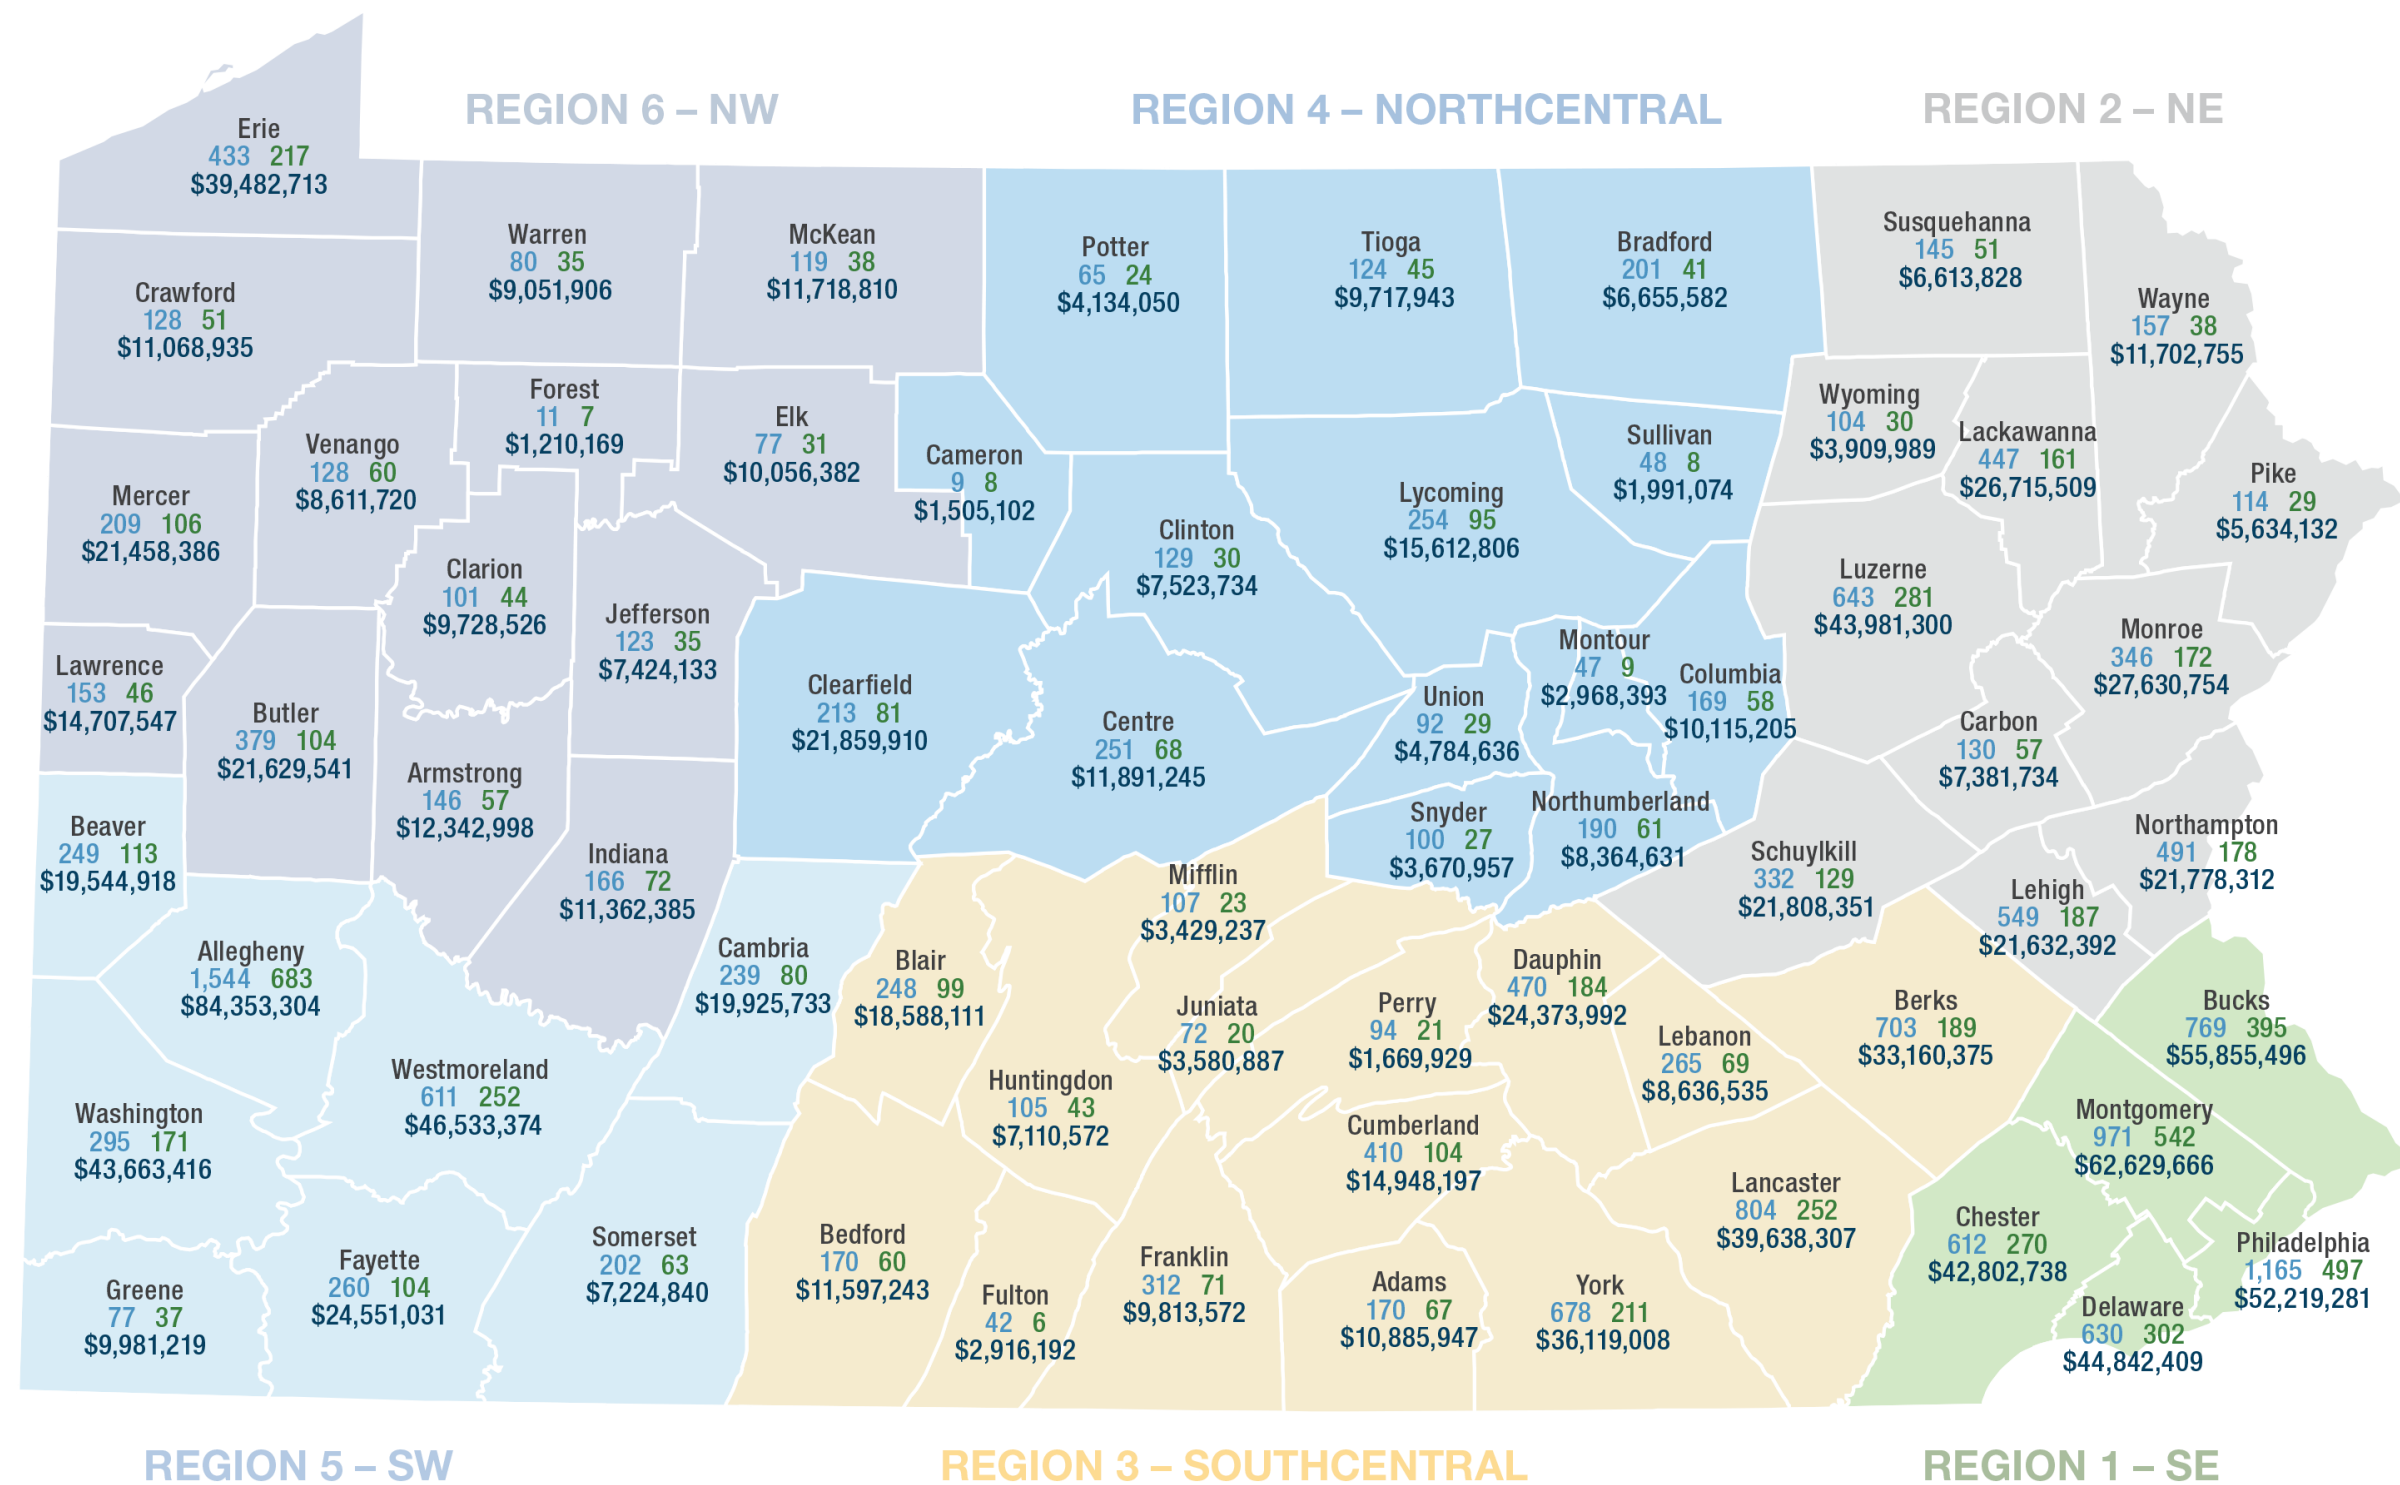 REGION 6 – NW
REGION 4 – NORTHCENTRAL
REGION 2 – NE
Erie
433 217
$39,482,713
Warren
80 35
$9,051,906
McKean
119 38
$11,718,810
Crawford
128 51
$11,068,935
Forest
11 7
$1,210,169
Elk
77 31
$10,056,382
Venango
128 60
$8,611,720
Mercer
209 106
$21,458,386
Clarion
101 44
$9,728,526
Jefferson
123 35
$7,424,133
Lawrence
153 46
$14,707,547
Butler
379 104
$21,629,541
Armstrong
146 57
$12,342,998
Indiana
166 72
$11,362,385
Potter
65 24
$4,134,050
Tioga
124 45
$9,717,943
Bradford
201 41
$6,655,582
Cameron
9 8
$1,505,102
Sullivan
48 8
$1,991,074
Lycoming
254 95
$15,612,806
Clinton
129 30
$7,523,734
Clearfield
213 81
$21,859,910
Centre
251 68
$11,891,245
Union
92 29
$4,784,636
Montour
47 9
$2,968,393
Columbia
169 58
$10,115,205
Snyder
100 27
$3,670,957
Northumberland
190 61
$8,364,631
Susquehanna
145 51
$6,613,828
Wayne
157 38
$11,702,755
Wyoming
104 30
$3,909,989
Lackawanna
447 161
$26,715,509
Pike
114 29
$5,634,132
Luzerne
643 281
$43,981,300
Monroe
346 172
$27,630,754
Carbon
130 57
$7,381,734
Northampton
491 178
$21,778,312
Schuylkill
332 129
$21,808,351
Lehigh
549 187
$21,632,392
Beaver
249 113
$19,544,918
Allegheny
1,544 683
$84,353,304
Cambria
239 80
$19,925,733
Westmoreland
611 252
$46,533,374
Washington
295 171
$43,663,416
Somerset
202 63
$7,224,840
Fayette
260 104
$24,551,031
Greene
77 37
$9,981,219
Mifflin
107 23
$3,429,237
Blair
248 99
$18,588,111
Dauphin
470 184
$24,373,992
Juniata
72 20
$3,580,887
Perry
94 21
$1,669,929
Lebanon
265 69
$8,636,535
Berks
703 189
$33,160,375
Huntingdon
105 43
$7,110,572
Cumberland
410 104
$14,948,197
Lancaster
804 252
$39,638,307
Bedford
170 60
$11,597,243
Fulton
42 6
$2,916,192
Franklin
312 71
$9,813,572
Adams
170 67
$10,885,947
York
678 211
$36,119,008
Bucks
769 395
$55,855,496
Montgomery
971 542
$62,629,666
Chester
612 270
$42,802,738
Philadelphia
1,165 497
$52,219,281
Delaware
630 302
$44,842,409
REGION 5 – SW
REGION 3 – SOUTHCENTRAL
REGION 1 – SE